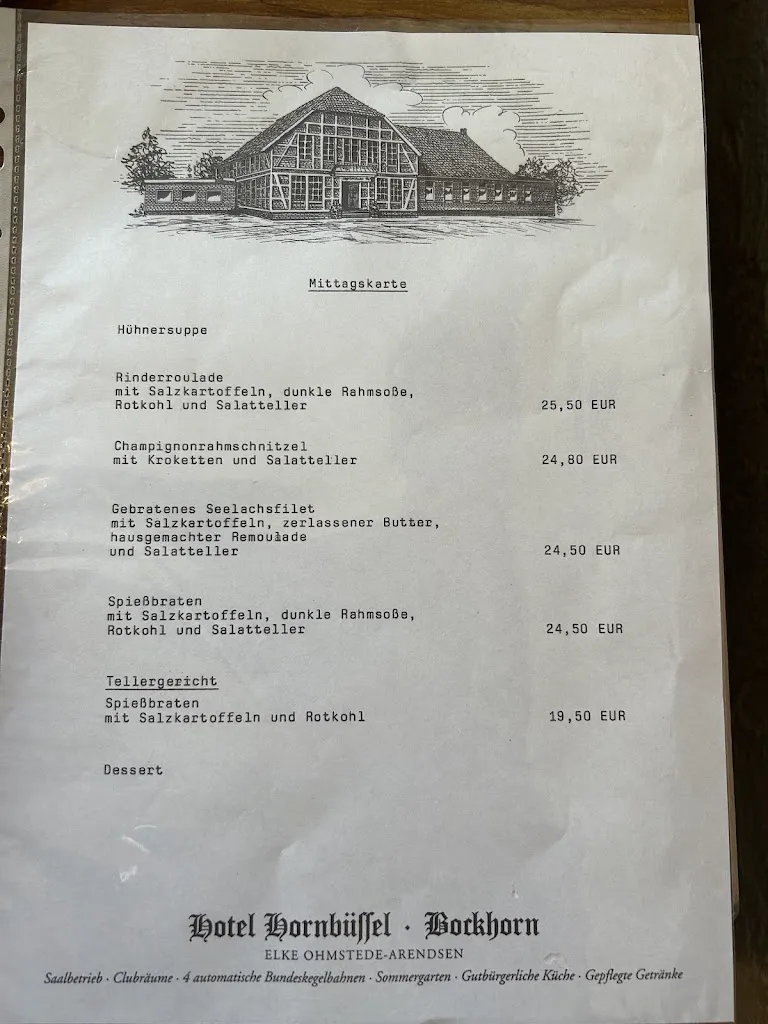 Mittagskarte
Hühnersuppe
Rinderroulade
mit Salzkartoffeln, dunkle Rahmsoße,
Rotkohl und Salatteller 25,50 EUR
Champignonrahmschnitzel
mit Kroketten und Salatteller 24,80 EUR
Gebratenes Seelachsfilet
mit Salzkartoffeln, zerlassener Butter,
hausgemachter Remoulade
und Salatteller 24,50 EUR
Spießbraten
mit Salzkartoffeln, dunkle Rahmsoße,
Rotkohl und Salatteller 24,50 EUR
Tellergericht
Spießbraten
mit Salzkartoffeln und Rotkohl 19,50 EUR
Dessert
Hotel Hornbüssel · Bockhorn
ELKE OHMSTEDE-ARENDSEN
Saalbetrieb · Clubräume · 4 automatische Bundeskegelbahnen · Sommergarten · Gutbürgerliche Küche · Gepflegte Getränke